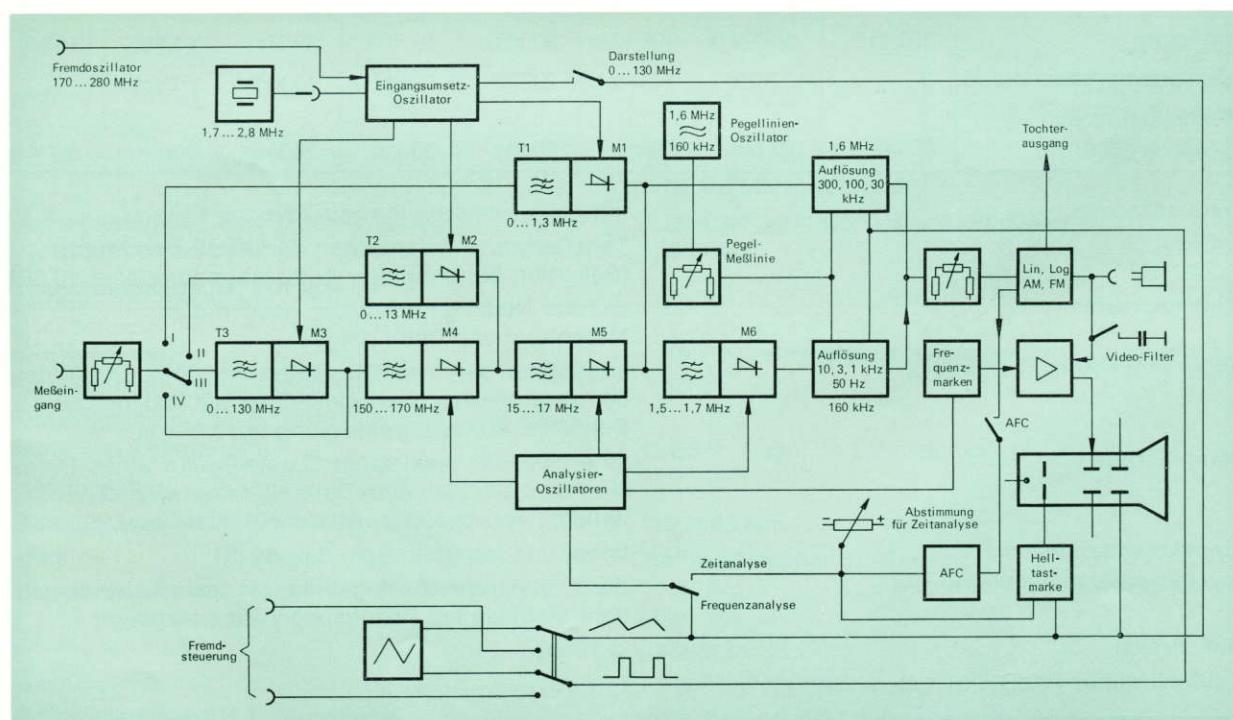 Fremdoszillator
170 ... 280 MHz
1,7 ... 2,8 MHz
Eingangsumsetz-
Oszillator
Darstellung
0 ... 130 MHz
1,6 MHz
160 kHz
Pegellinien-
Oszillator
T1
M1
0 ... 1,3 MHz
1,6 MHz
Auflösung
300, 100, 30
kHz
Tochter-
ausgang
T2
M2
0 ... 13 MHz
Pegel-
Meßlinie
Lin, Log
AM, FM
Video-Filter
Meßein-
gang
I
II
III
IV
T3
M3
0 ... 130 MHz
M4
150 ... 170 MHz
M5
15 ... 17 MHz
M6
1,5 ... 1,7 MHz
Auflösung
10, 3, 1 kHz
50 Hz
160 kHz
Fre-
quenz-
marken
AFC
Analysier-
Oszillatoren
Abstimmung
für Zeitanalyse
– +
Zeitanalyse
Frequenzanalyse
AFC
Hell-
tast-
marke
Fremd-
steuerung